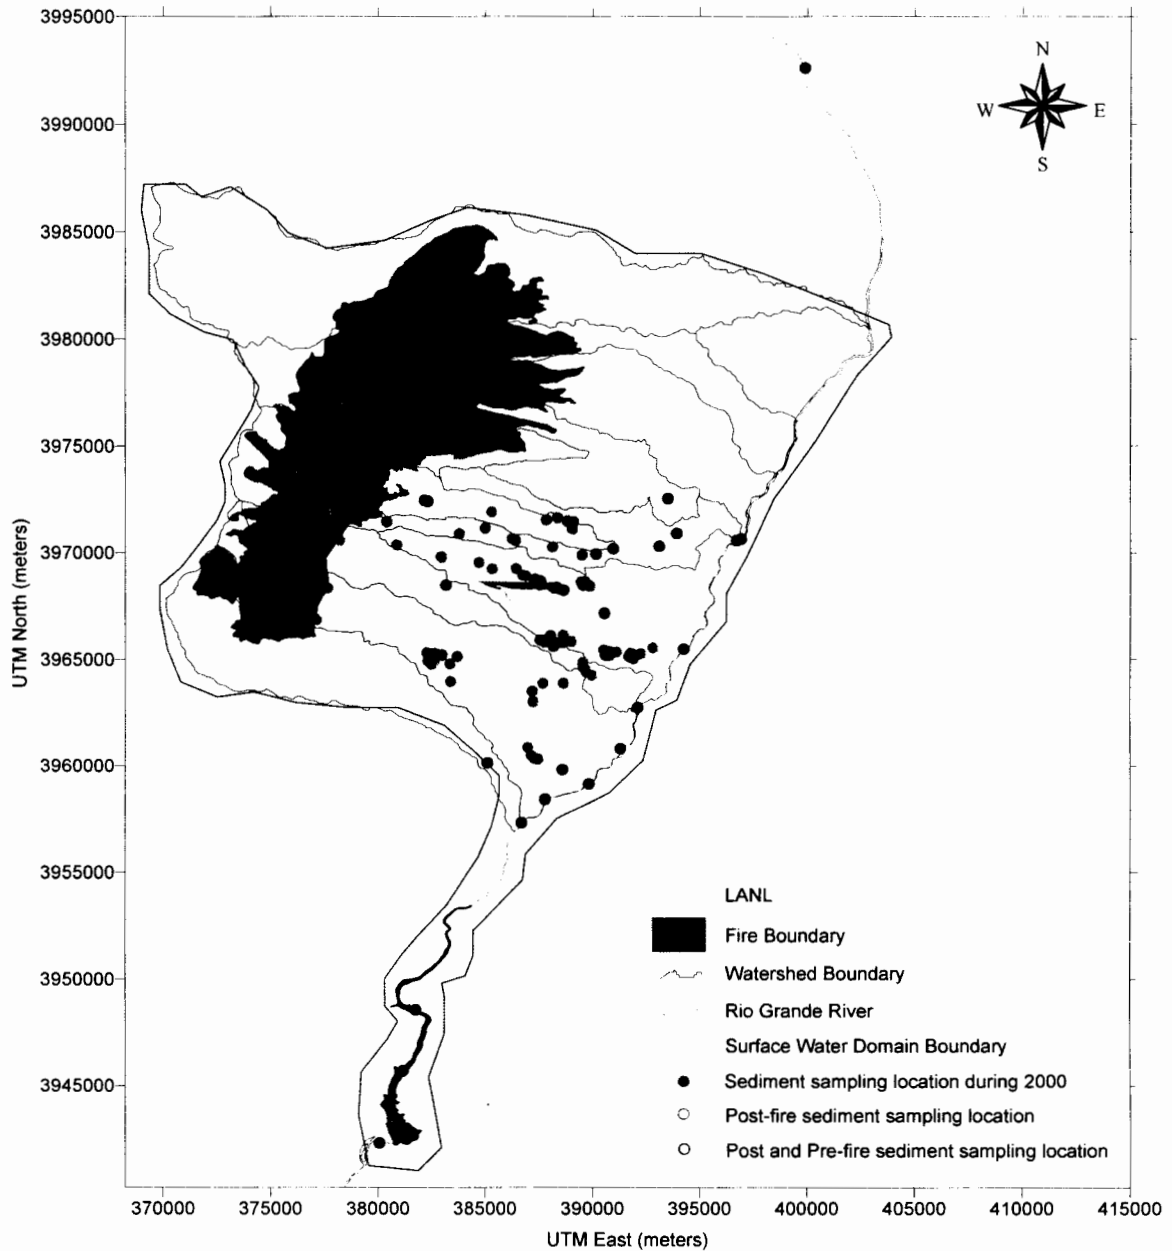 3995000
3990000
3985000
3980000
3975000
3970000
3965000
3960000
3955000
3950000
3945000
UTM North (meters)
N
W E
S
LANL
Fire Boundary
Watershed Boundary
Rio Grande River
Surface Water Domain Boundary
Sediment sampling location during 2000
Post-fire sediment sampling location
Post and Pre-fire sediment sampling location
370000 375000 380000 385000 390000 395000 400000 405000 410000 415000
UTM East (meters)